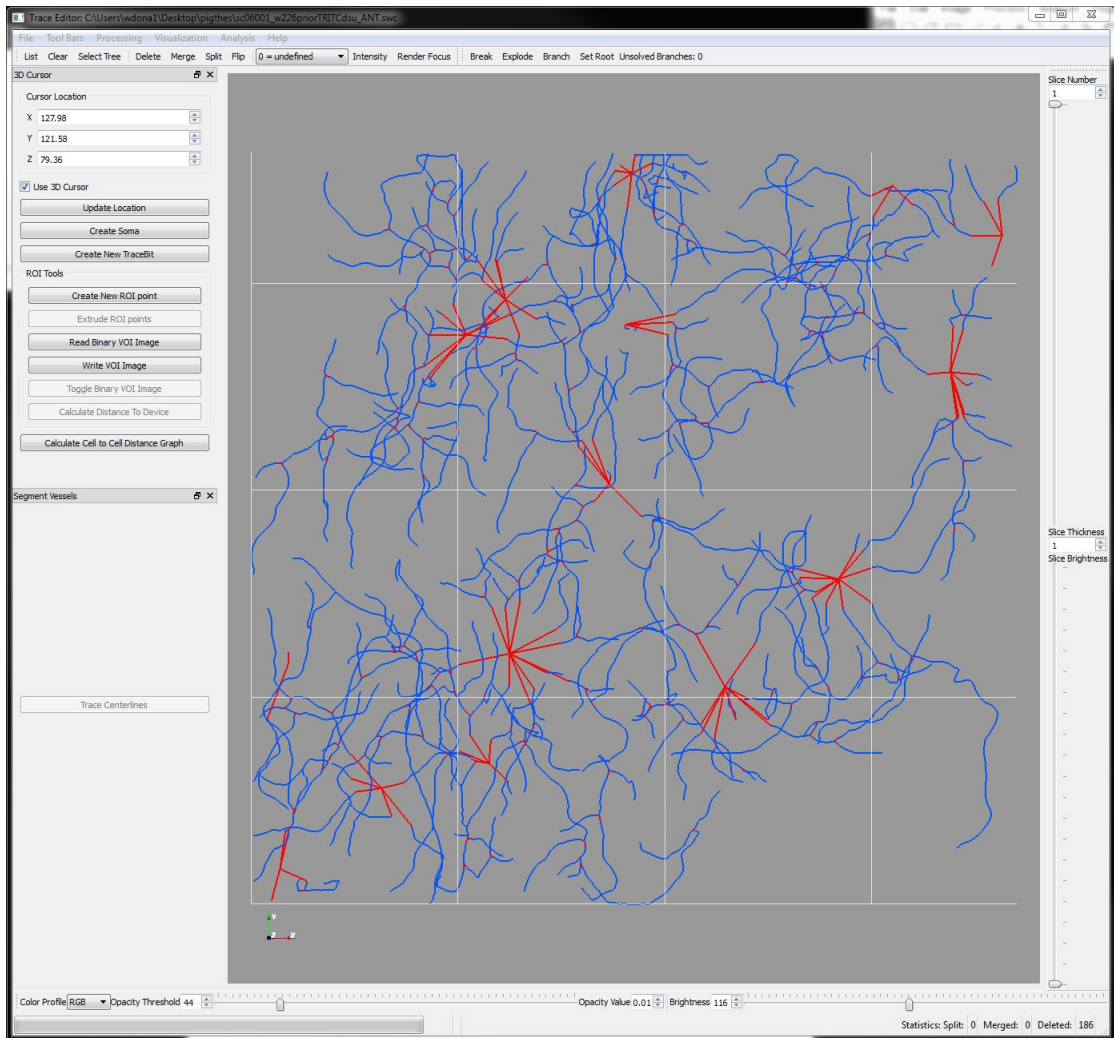 Trace Editor: C:\Users\wdona1\Desktop\pigthes\sc06001_w226priorTRITCdsu_ANT.swc
File Tool Bars Processing Visualization Analysis Help
List Clear Select Tree Delete Merge Split Flip 0 = undefined Intensity Render Focus Break Explode Branch Set Root Unsolved Branches: 0
3D Cursor
Cursor Location
X 127.98
Y 121.58
Z 79.36
Use 3D Cursor
Update Location
Create Soma
Create New TraceBit
ROI Tools
Create New ROI point
Extrude ROI points
Read Binary VOI Image
Write VOI Image
Toggle Binary VOI Image
Calculate Distance To Device
Calculate Cell to Cell Distance Graph
Segment Vessels
Trace Centerlines
Slice Number
1
Slice Thickness
1
Slice Brightness
Y
Z X
Color Profile RGB Opacity Threshold 44 Opacity Value 0.01 Brightness 116
Statistics: Split: 0 Merged: 0 Deleted: 186